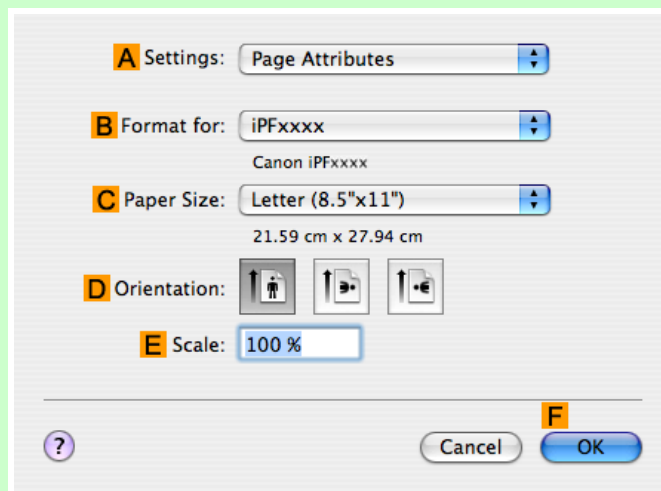 A Settings: Page Attributes
B Format for: iPFxxxx
Canon iPFxxxx
C Paper Size: Letter (8.5"x11")
21.59 cm x 27.94 cm
D Orientation:
E Scale: 100 %
F
? Cancel OK